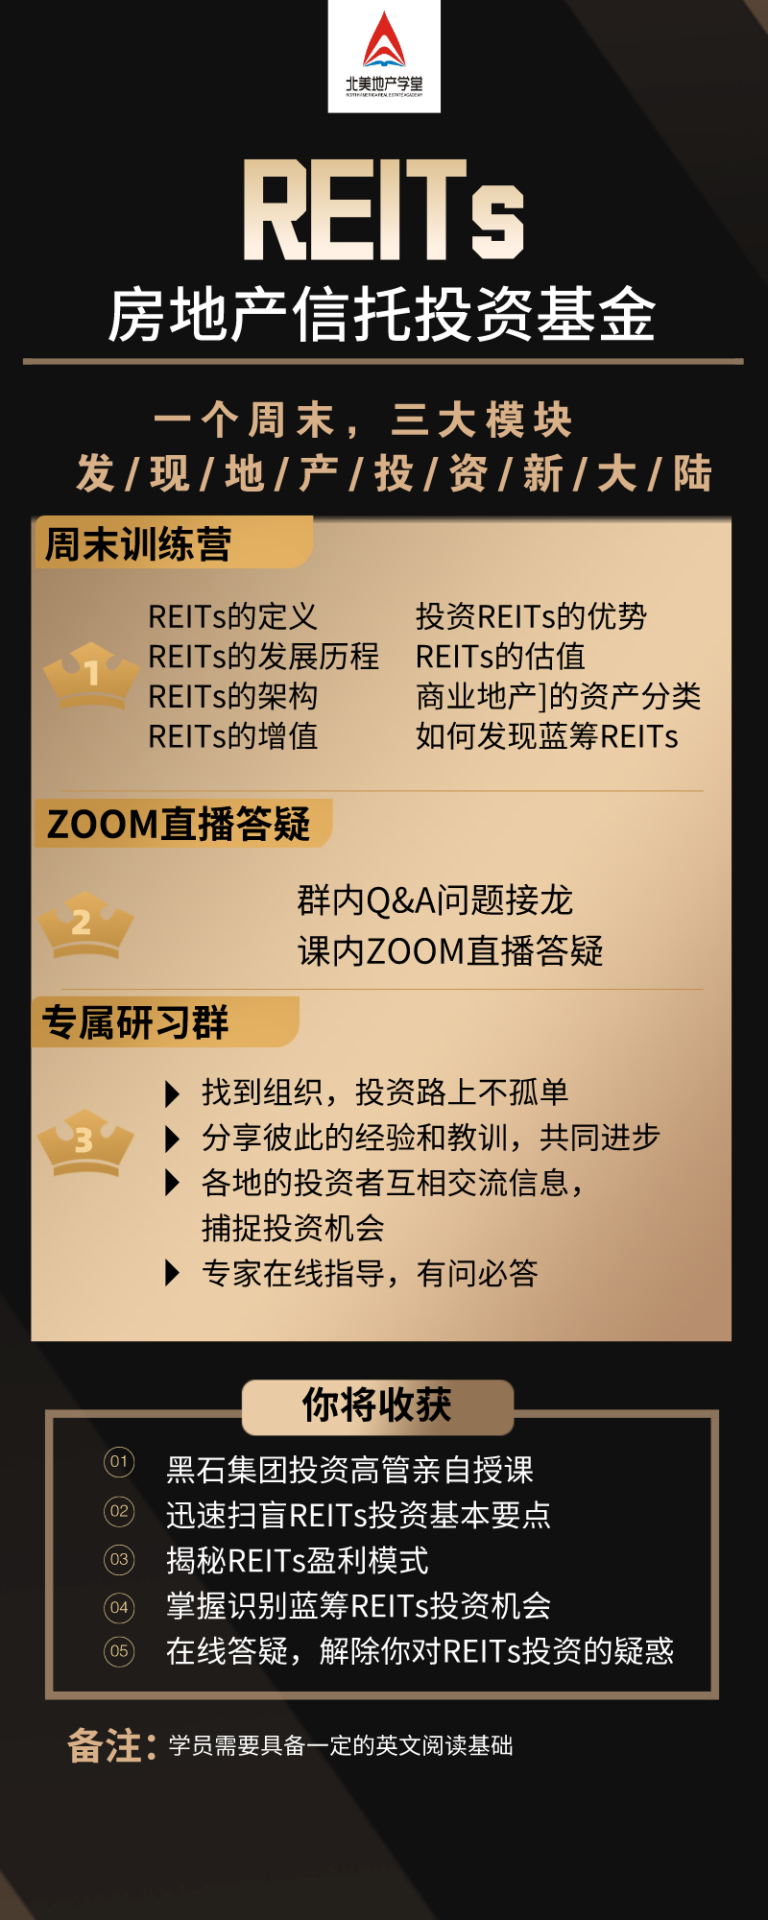 北美地产学堂
NORTH AMERICA REAL ESTATE ACADEMY
REITs
房地产信托投资基金
一个周末，三大模块
发/现/地/产/投/资/新/大/陆
周末训练营
1
REITs的定义
REITs的发展历程
REITs的架构
REITs的增值
投资REITs的优势
REITs的估值
商业地产]的资产分类
如何发现蓝筹REITs
ZOOM直播答疑
2
群内Q&A问题接龙
课内ZOOM直播答疑
专属研习群
3
找到组织，投资路上不孤单
分享彼此的经验和教训，共同进步
各地的投资者互相交流信息，
捕捉投资机会
专家在线指导，有问必答
你将收获
01 黑石集团投资高管亲自授课
02 迅速扫盲REITs投资基本要点
03 揭秘REITs盈利模式
04 掌握识别蓝筹REITs投资机会
05 在线答疑，解除你对REITs投资的疑惑
备注：学员需要具备一定的英文阅读基础